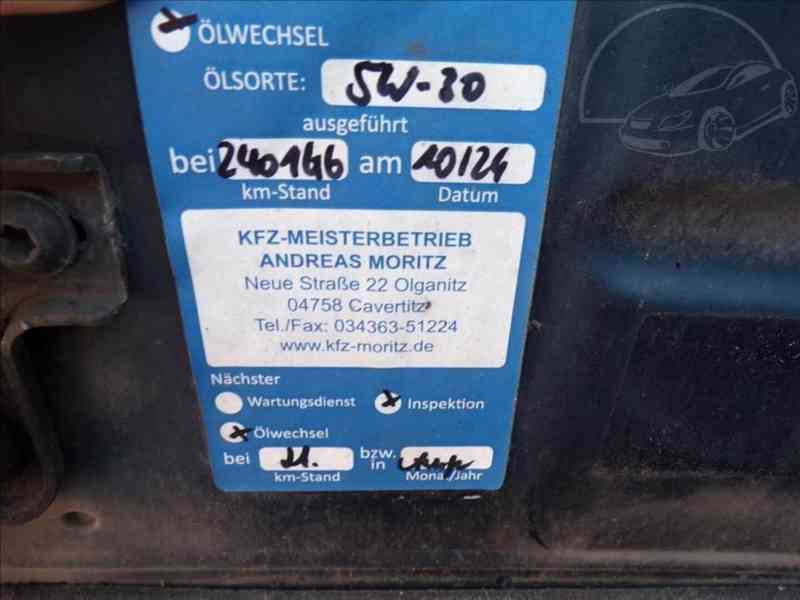 ÖLWECHSEL
ÖLSORTE: 5W-30
ausgeführt
bei 240146 am 10/24
km-Stand Datum
KFZ-MEISTERBETRIEB
ANDREAS MORITZ
Neue Straße 22 Olganitz
04758 Cavertitz
Tel./Fax: 034363-51224
www.kfz-moritz.de
Nächster
Wartungsdienst Inspektion
Ölwechsel
bei bzw. in
km-Stand Monat/Jahr